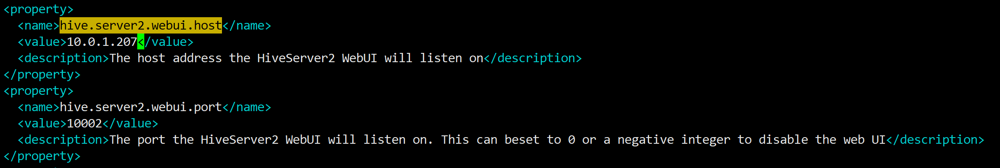 <property>
  <name>hive.server2.webui.host</name>
  <value>10.0.1.207</value>
  <description>The host address the HiveServer2 WebUI will listen on</description>
</property>
<property>
  <name>hive.server2.webui.port</name>
  <value>10002</value>
  <description>The port the HiveServer2 WebUI will listen on. This can beset to 0 or a negative integer to disable the web UI</description>
</property>